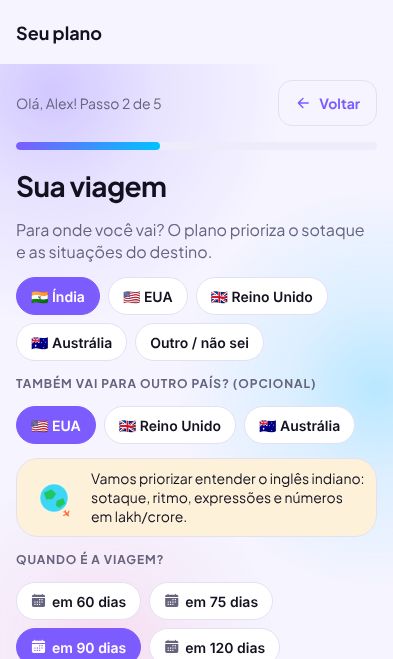 Seu plano
Olá, Alex! Passo 2 de 5
Voltar
Sua viagem
Para onde você vai? O plano prioriza o sotaque
e as situações do destino.
Índia
EUA
Reino Unido
Austrália
Outro / não sei
TAMBÉM VAI PARA OUTRO PAÍS? (OPCIONAL)
EUA
Reino Unido
Austrália
Vamos priorizar entender o inglês indiano:
sotaque, ritmo, expressões e números
em lakh/crore.
QUANDO É A VIAGEM?
em 60 dias
em 75 dias
em 90 dias
em 120 dias